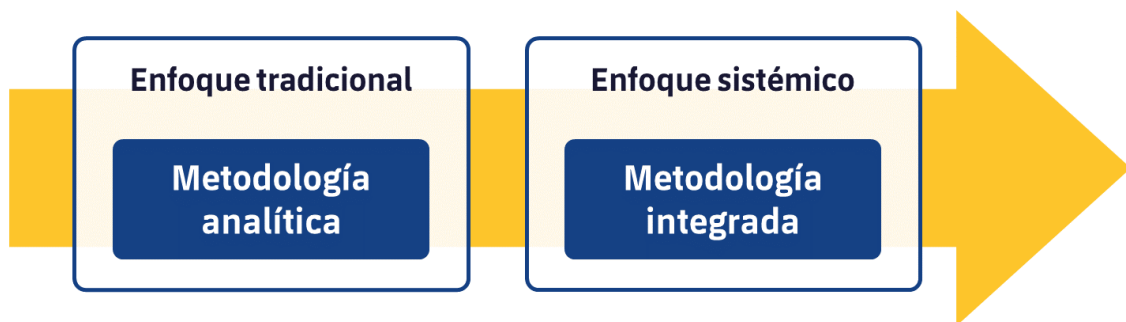 Enfoque tradicional
Metodología
analítica
Enfoque sistémico
Metodología
integrada